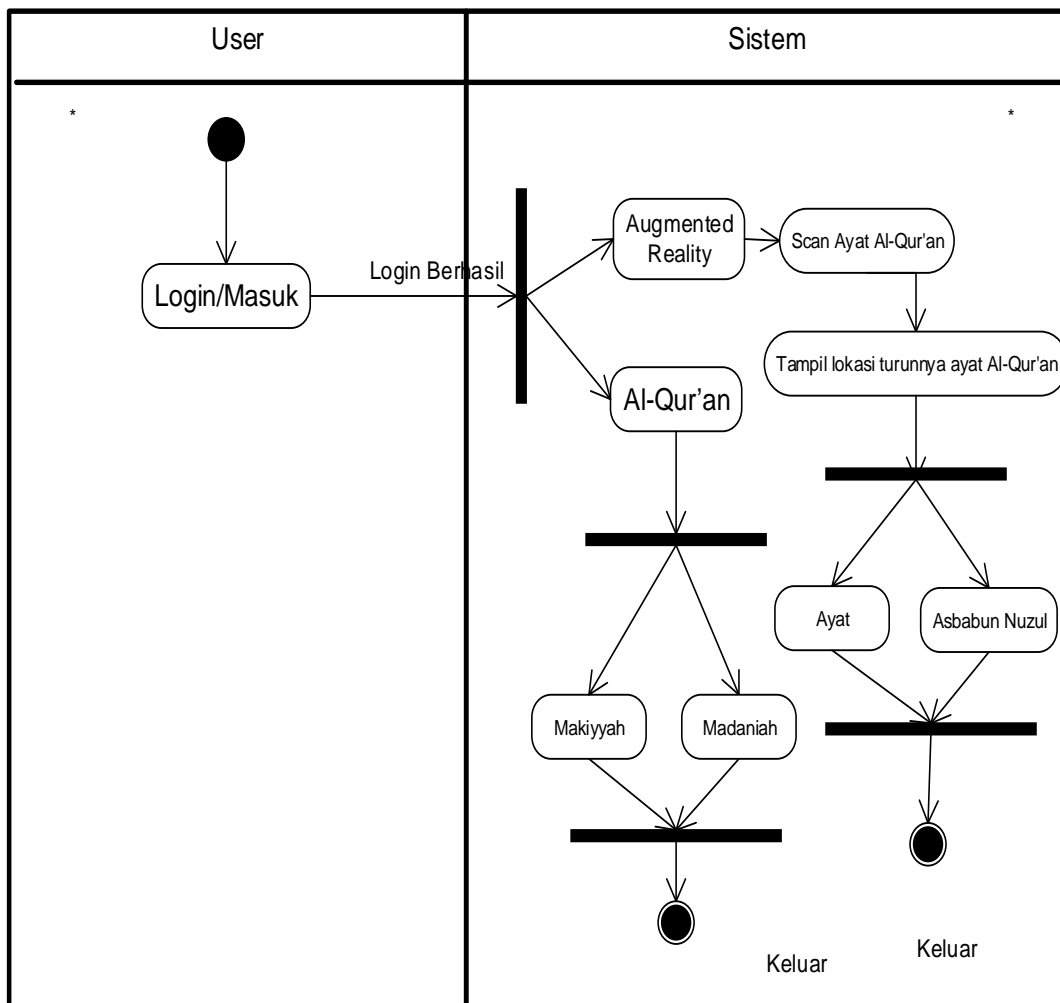 User
Sistem
*
*
Augmented
Reality
Scan Ayat Al-Qur'an
Login Berhasil
Login/Masuk
Tampil lokasi turunnya ayat Al-Qur'an
Al-Qur’an
Ayat
Asbabun Nuzul
Makiyyah
Madaniah
Keluar
Keluar